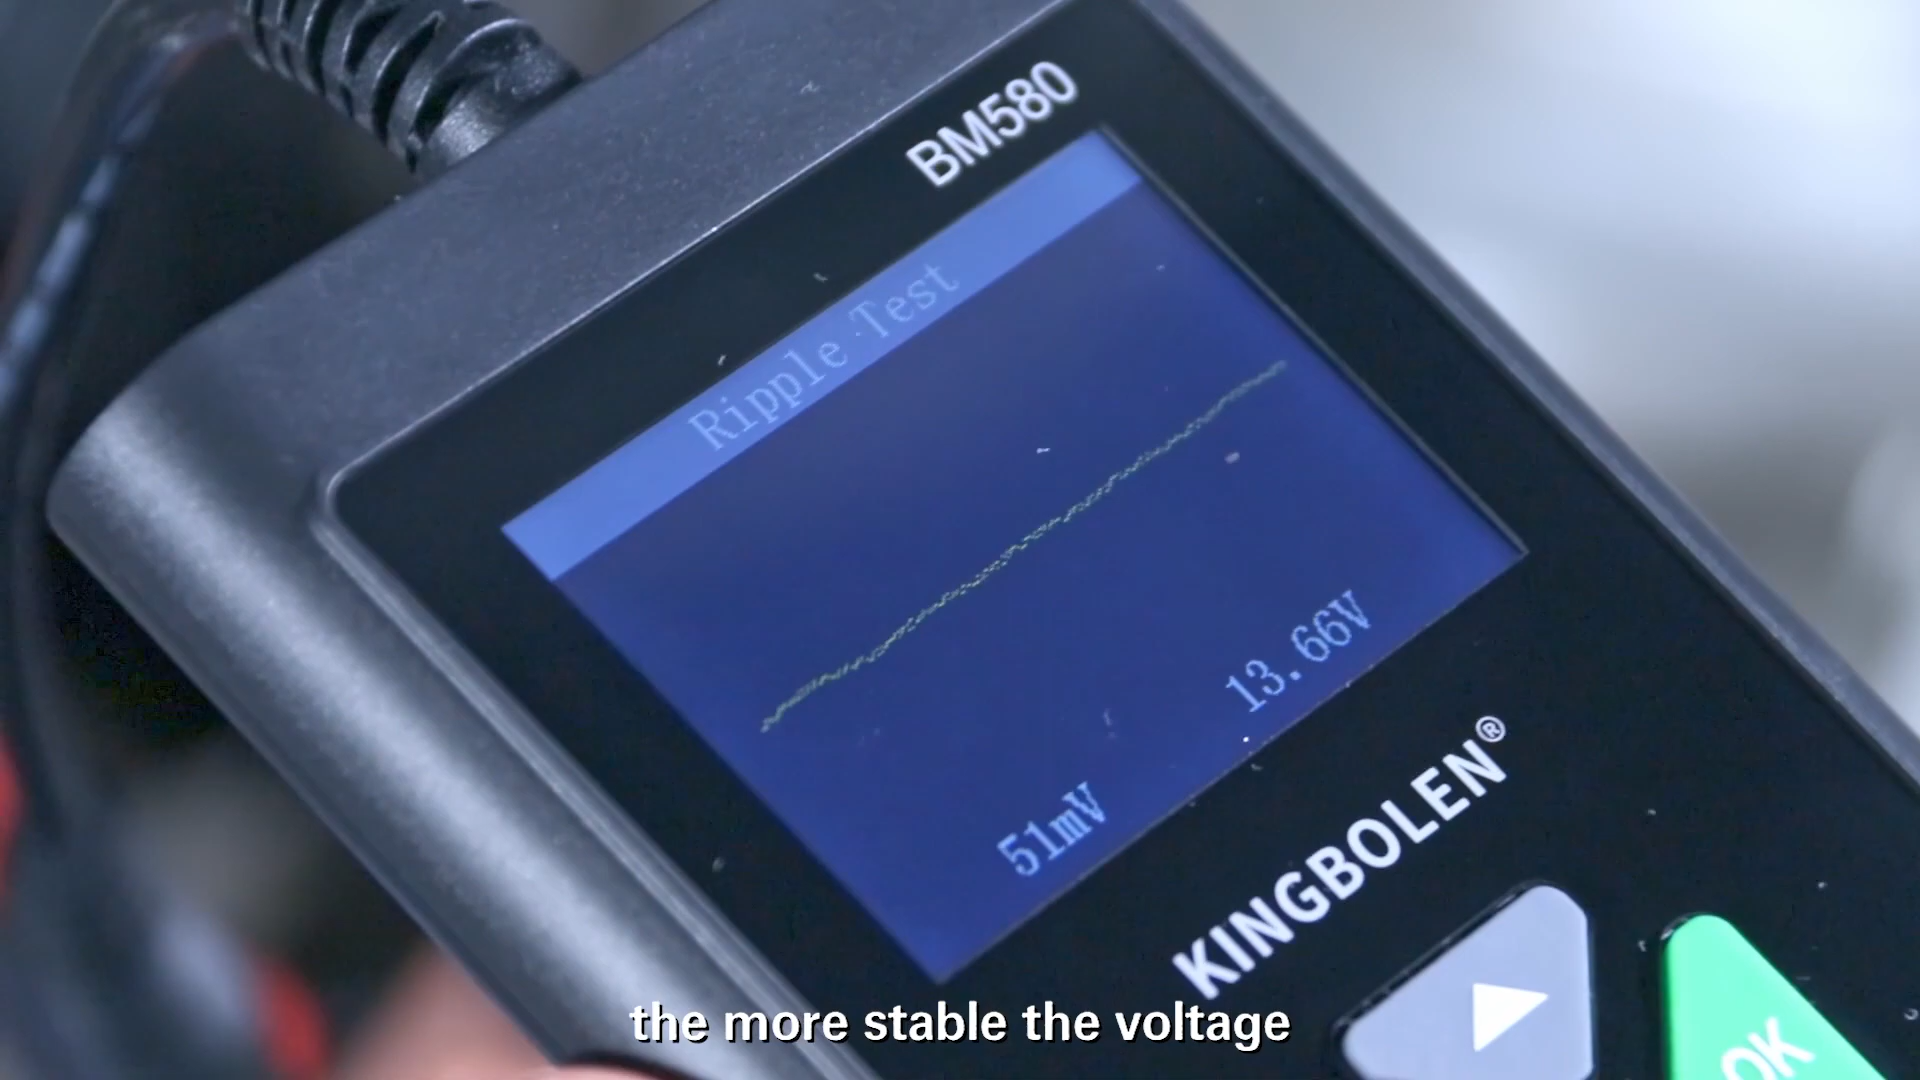 BM580
Ripple Test
51mV 13.66V
KINGBOLEN®
OK
the more stable the voltage